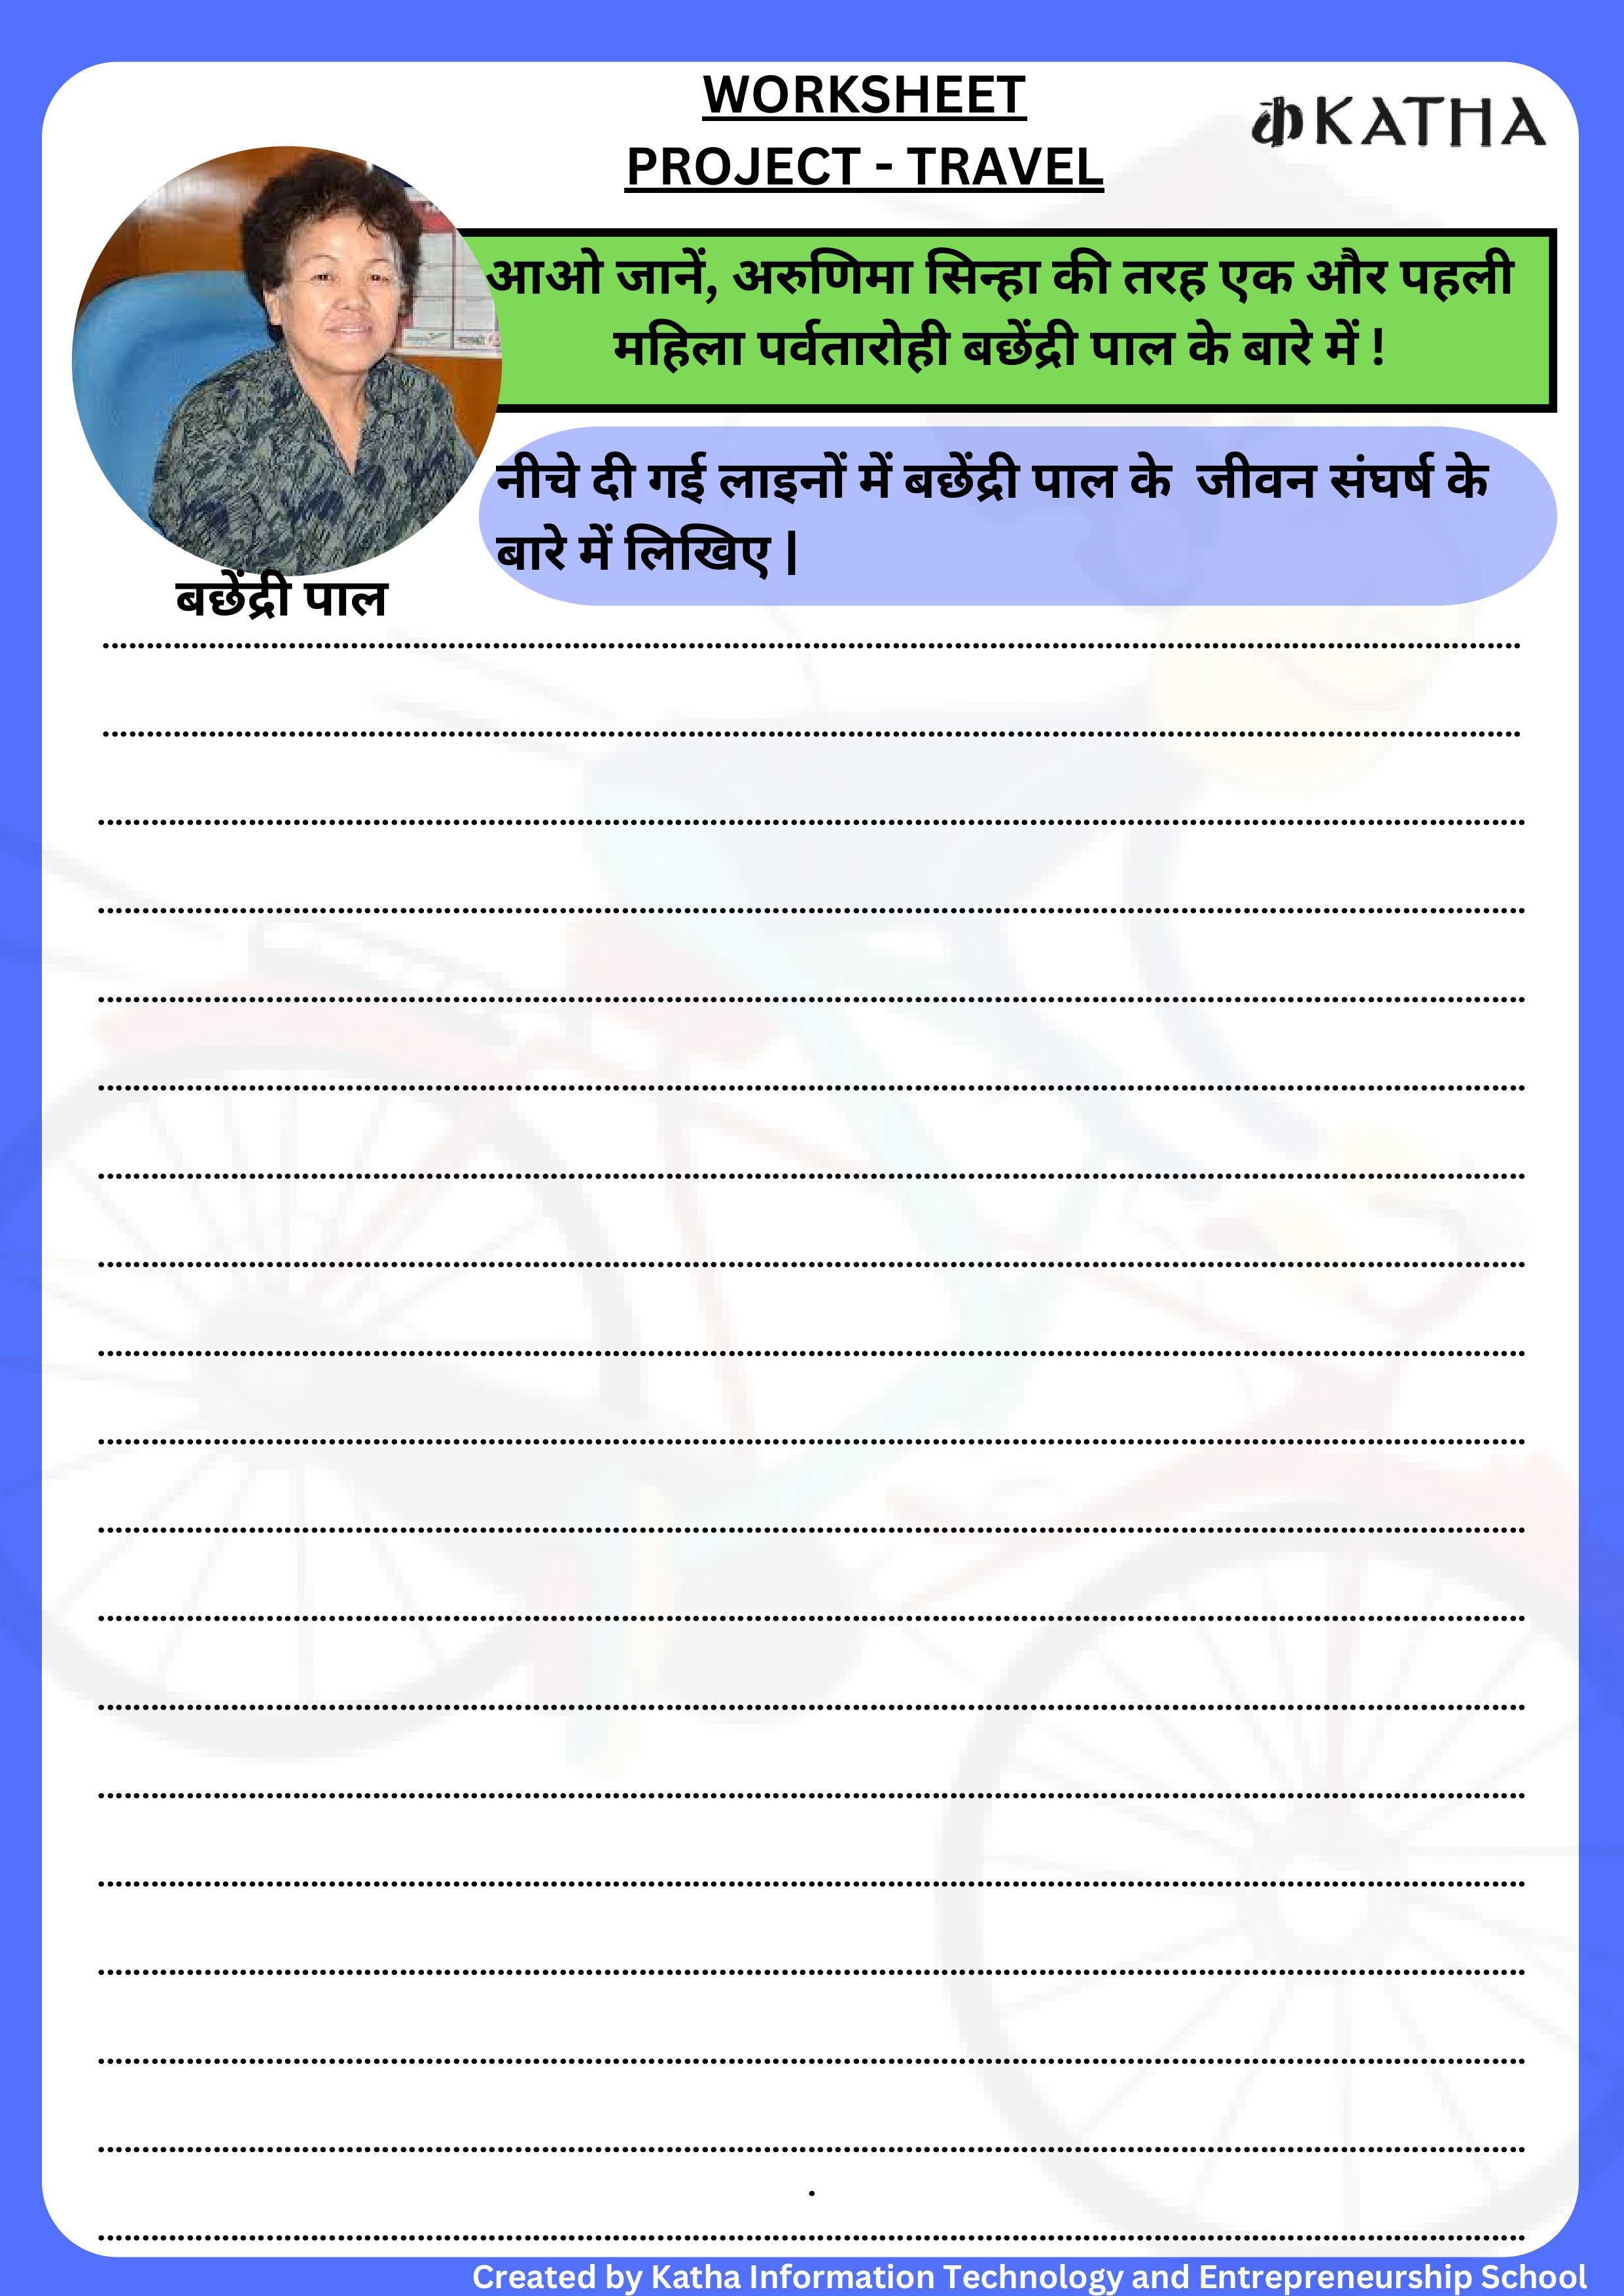 WORKSHEET
PROJECT - TRAVEL
क KATHA
आओ जानें, अरुणिमा सिन्हा की तरह एक और पहली
महिला पर्वतारोही बछेंद्री पाल के बारे में !
नीचे दी गई लाइनों में बछेंद्री पाल के जीवन संघर्ष के
बारे में लिखिए |
बछेंद्री पाल
Created by Katha Information Technology and Entrepreneurship School